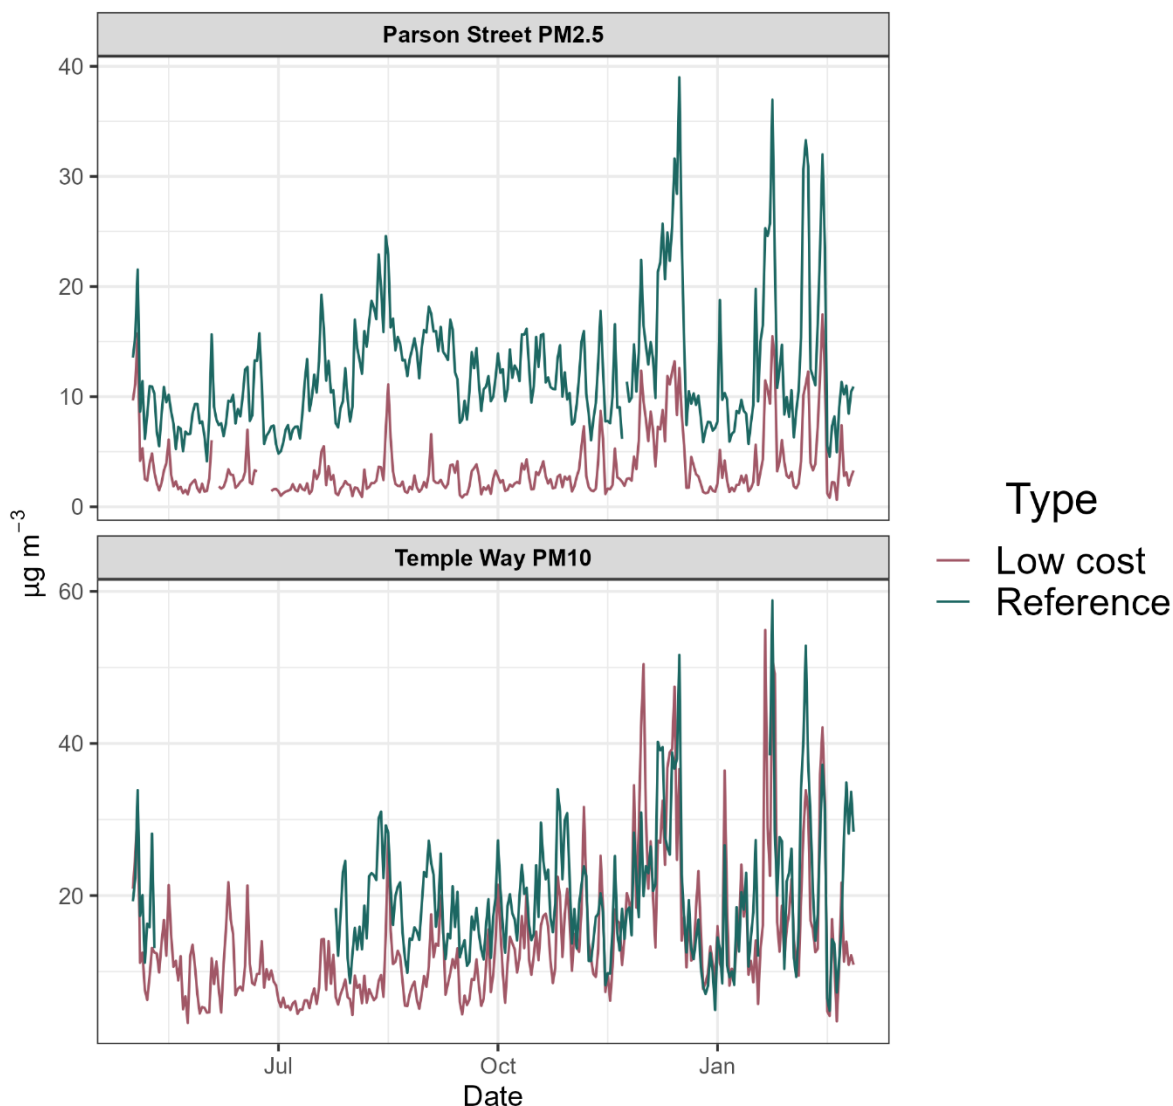 Parson Street PM2.5
40
30
20
10
0
Temple Way PM10
60
40
20
Jul
Oct
Jan
Date
µg m⁻³
Type
Low cost
Reference